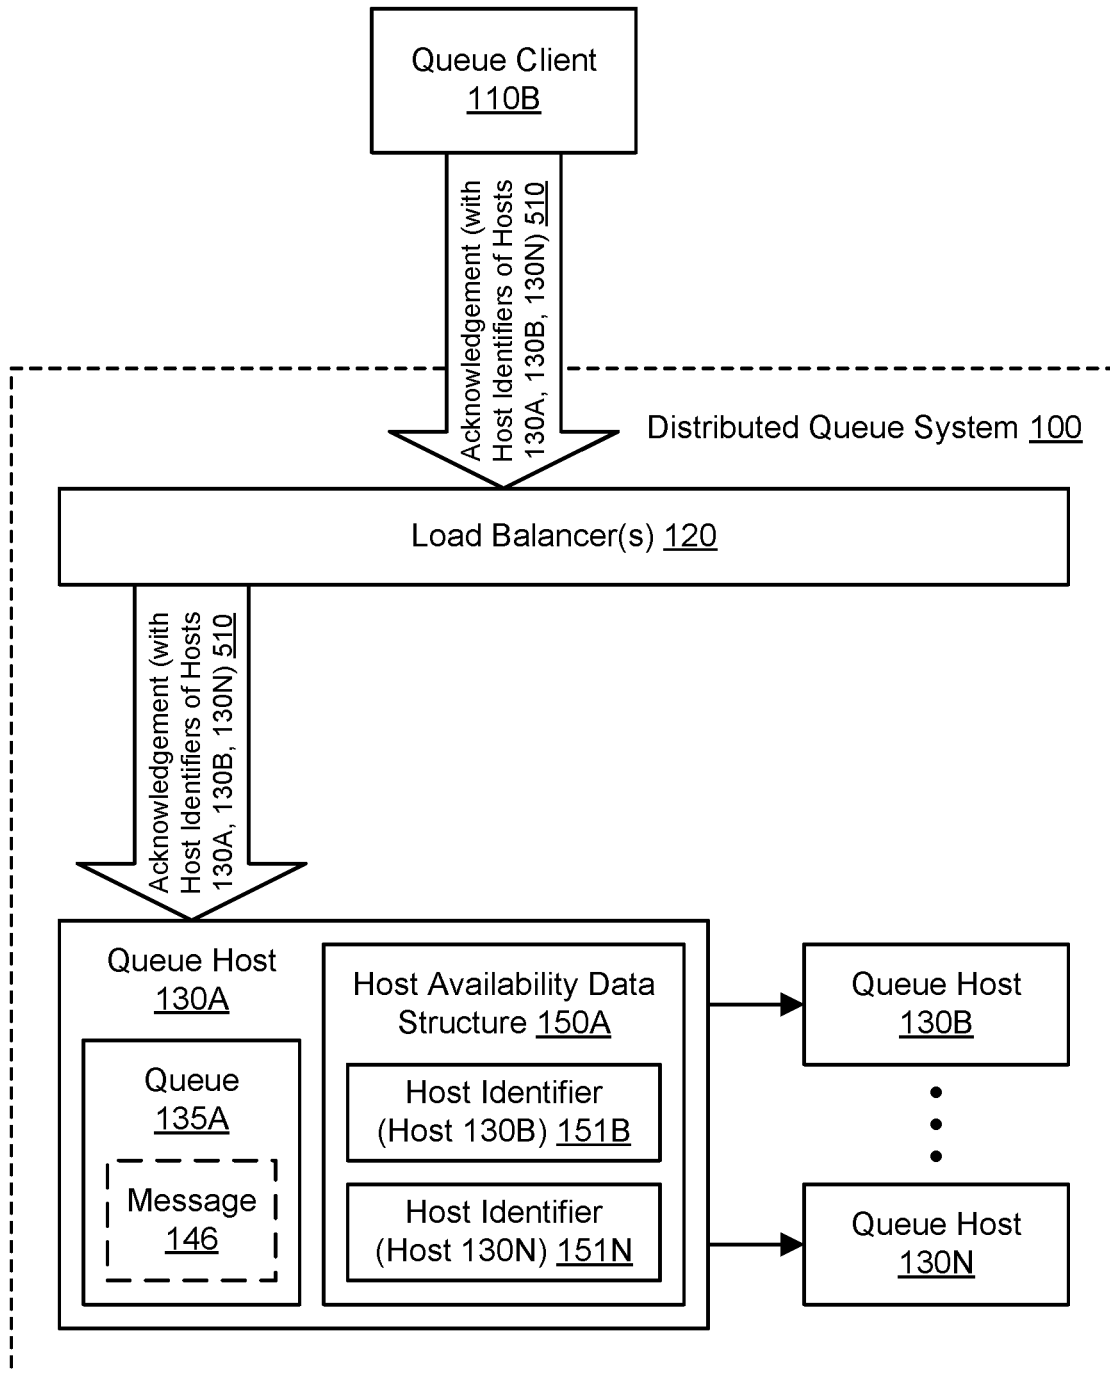 Queue Client
110B
Acknowledgement (with
Host Identifiers of Hosts
130A, 130B, 130N) 510
Distributed Queue System 100
Load Balancer(s) 120
Acknowledgement (with
Host Identifiers of Hosts
130A, 130B, 130N) 510
Queue Host
130A
Queue
135A
Message
146
Host Availability Data
Structure 150A
Host Identifier
(Host 130B) 151B
Host Identifier
(Host 130N) 151N
Queue Host
130B
Queue Host
130N